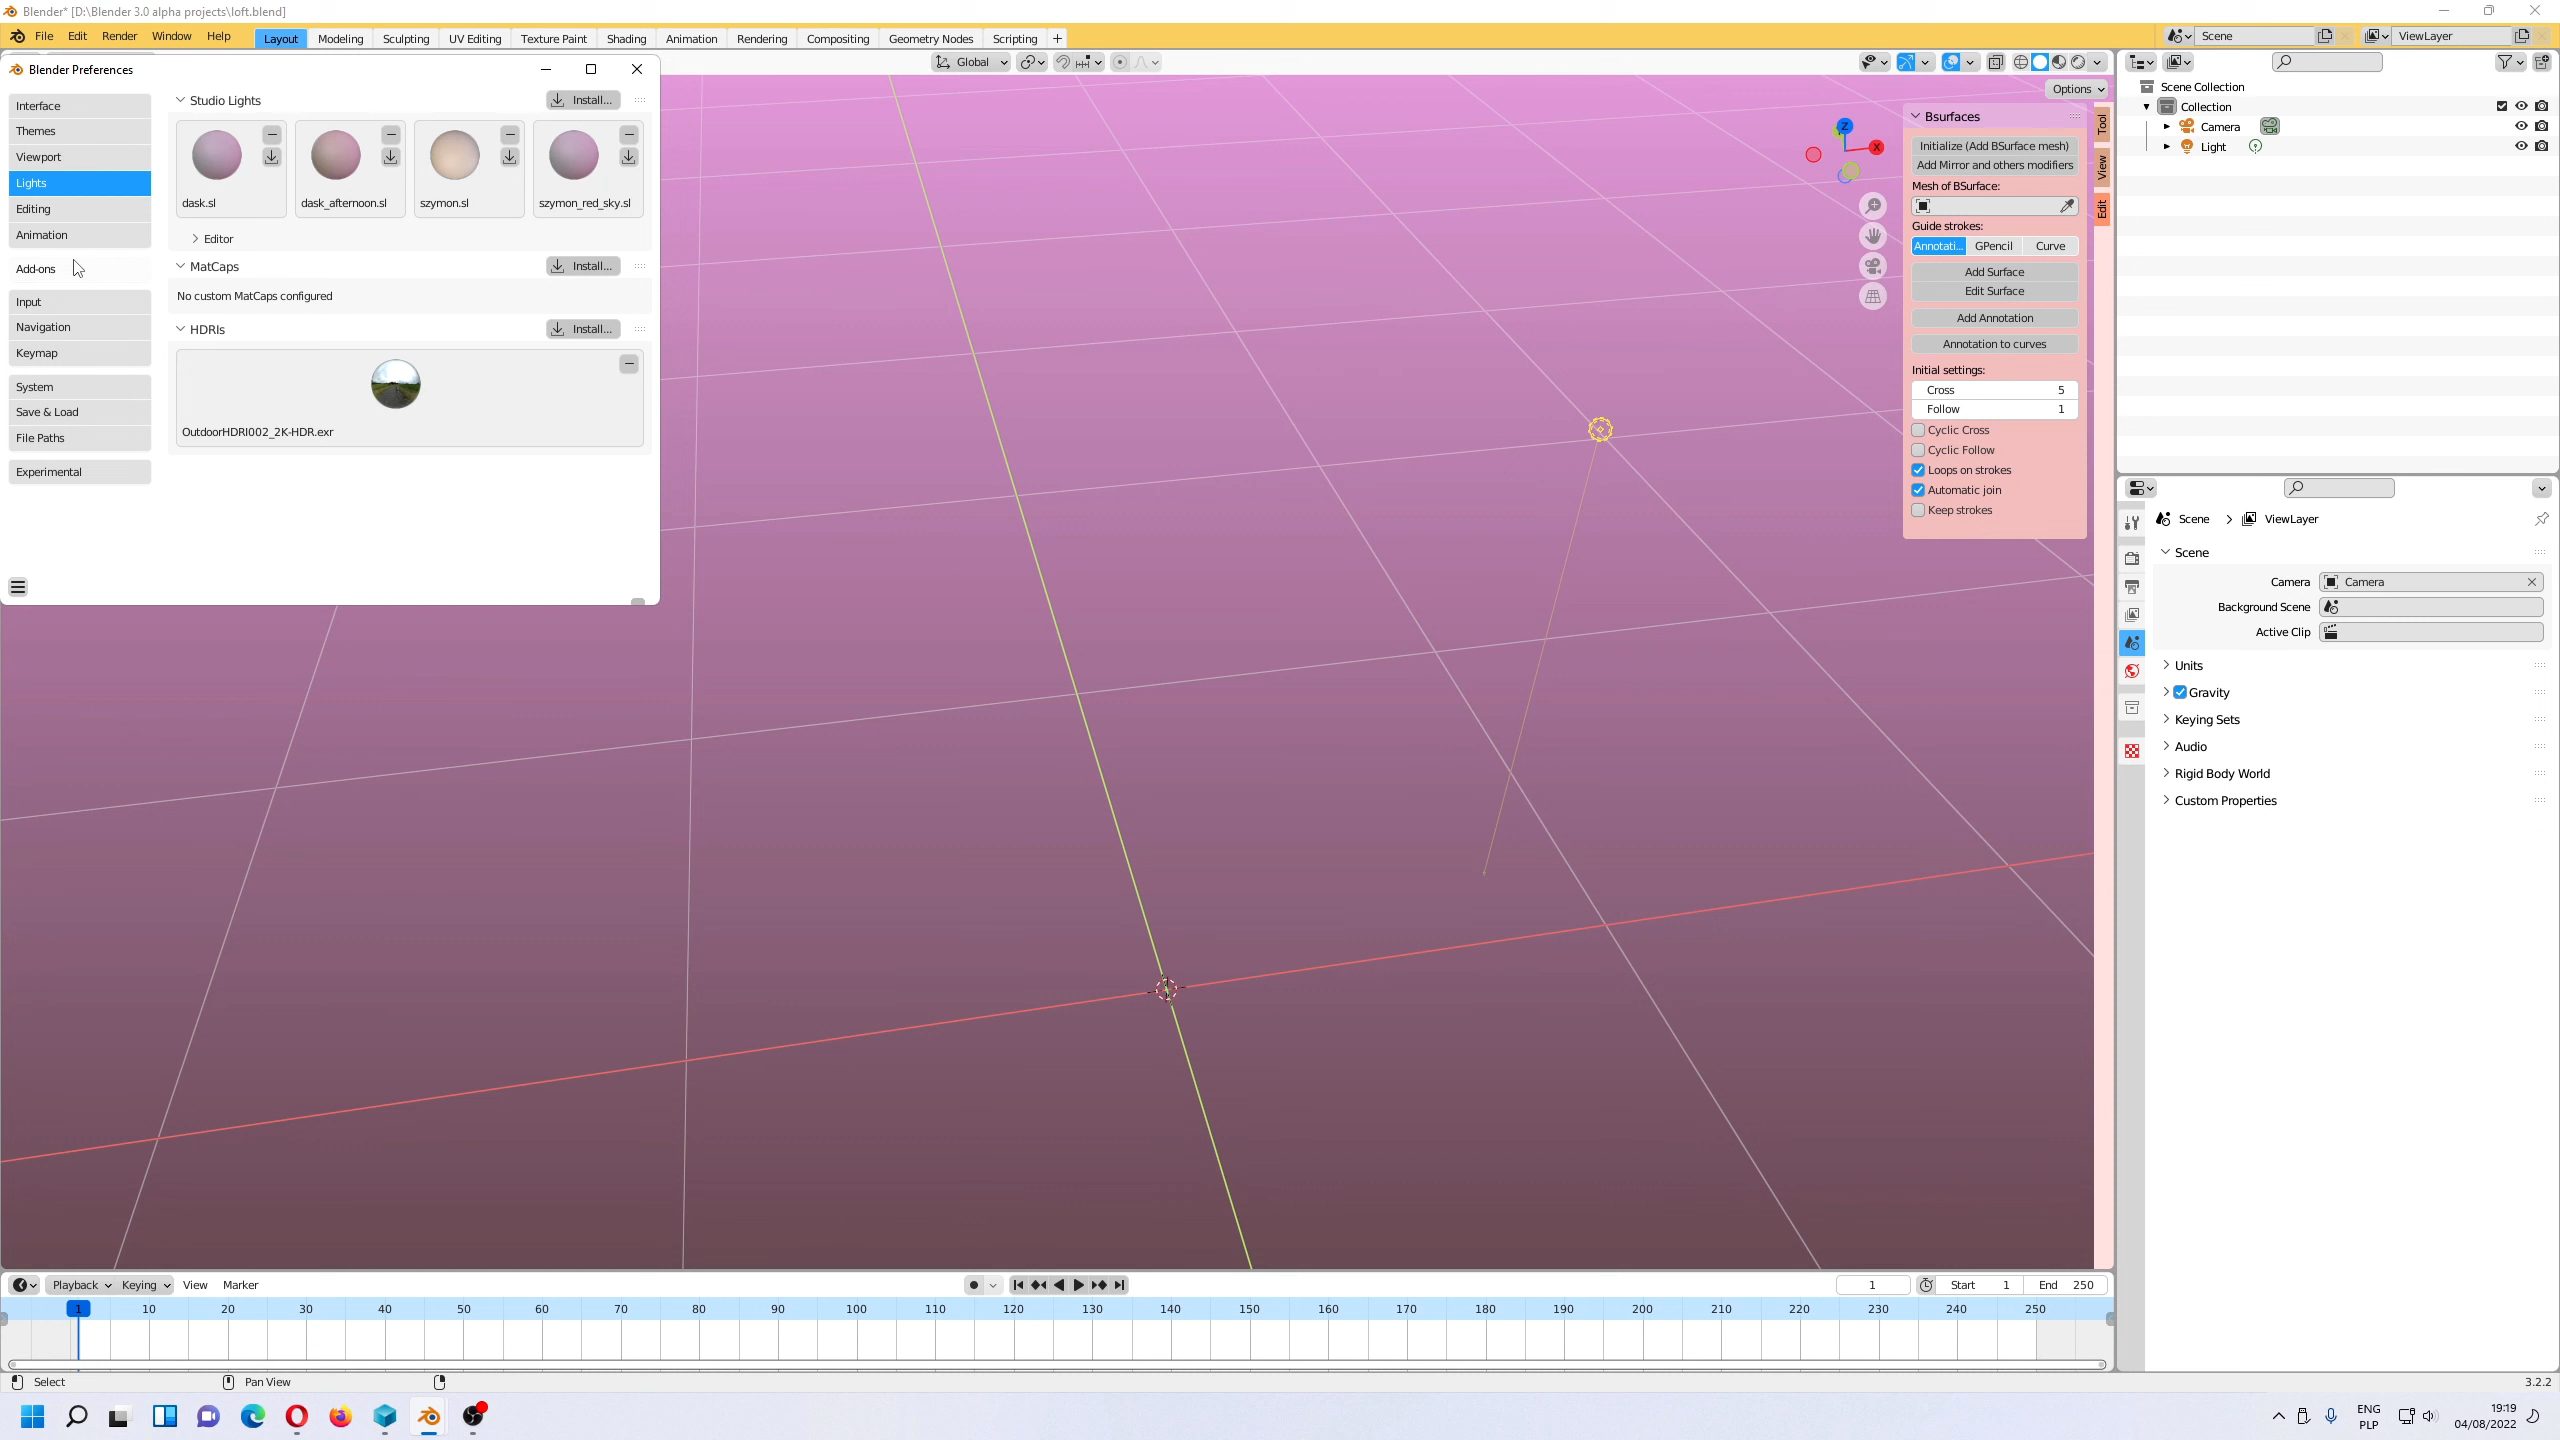 Blender* [D:\Blender 3.0 alpha projects\loft.blend]
File Edit Render Window Help Layout Modeling Sculpting UV Editing Texture Paint Shading Animation Rendering Compositing Geometry Nodes Scripting + Scene ViewLayer
Blender Preferences
Global
Options
Interface
Themes
Viewport
Lights
Editing
Animation
Add-ons
Input
Navigation
Keymap
System
Save & Load
File Paths
Experimental
Studio Lights Install...
dask.sl dask_afternoon.sl szymon.sl szymon_red_sky.sl
Editor
MatCaps Install...
No custom MatCaps configured
HDRIs Install...
OutdoorHDRI002_2K-HDR.exr
Z
X
Bsurfaces
Initialize (Add BSurface mesh)
Add Mirror and others modifiers
Mesh of BSurface:
Guide strokes:
Annotati... GPencil Curve
Add Surface
Edit Surface
Add Annotation
Annotation to curves
Initial settings:
Cross 5
Follow 1
Cyclic Cross
Cyclic Follow
Loops on strokes
Automatic join
Keep strokes
Tool
View
Edit
Scene Collection
Collection
Camera
Light
Scene > ViewLayer
Scene
Camera Camera
Background Scene
Active Clip
Units
Gravity
Keying Sets
Audio
Rigid Body World
Custom Properties
Playback Keying View Marker 1 Start 1 End 250
1 10 20 30 40 50 60 70 80 90 100 110 120 130 140 150 160 170 180 190 200 210 220 230 240 250
Select Pan View 3.2.2
ENG
PLP
19:19
04/08/2022